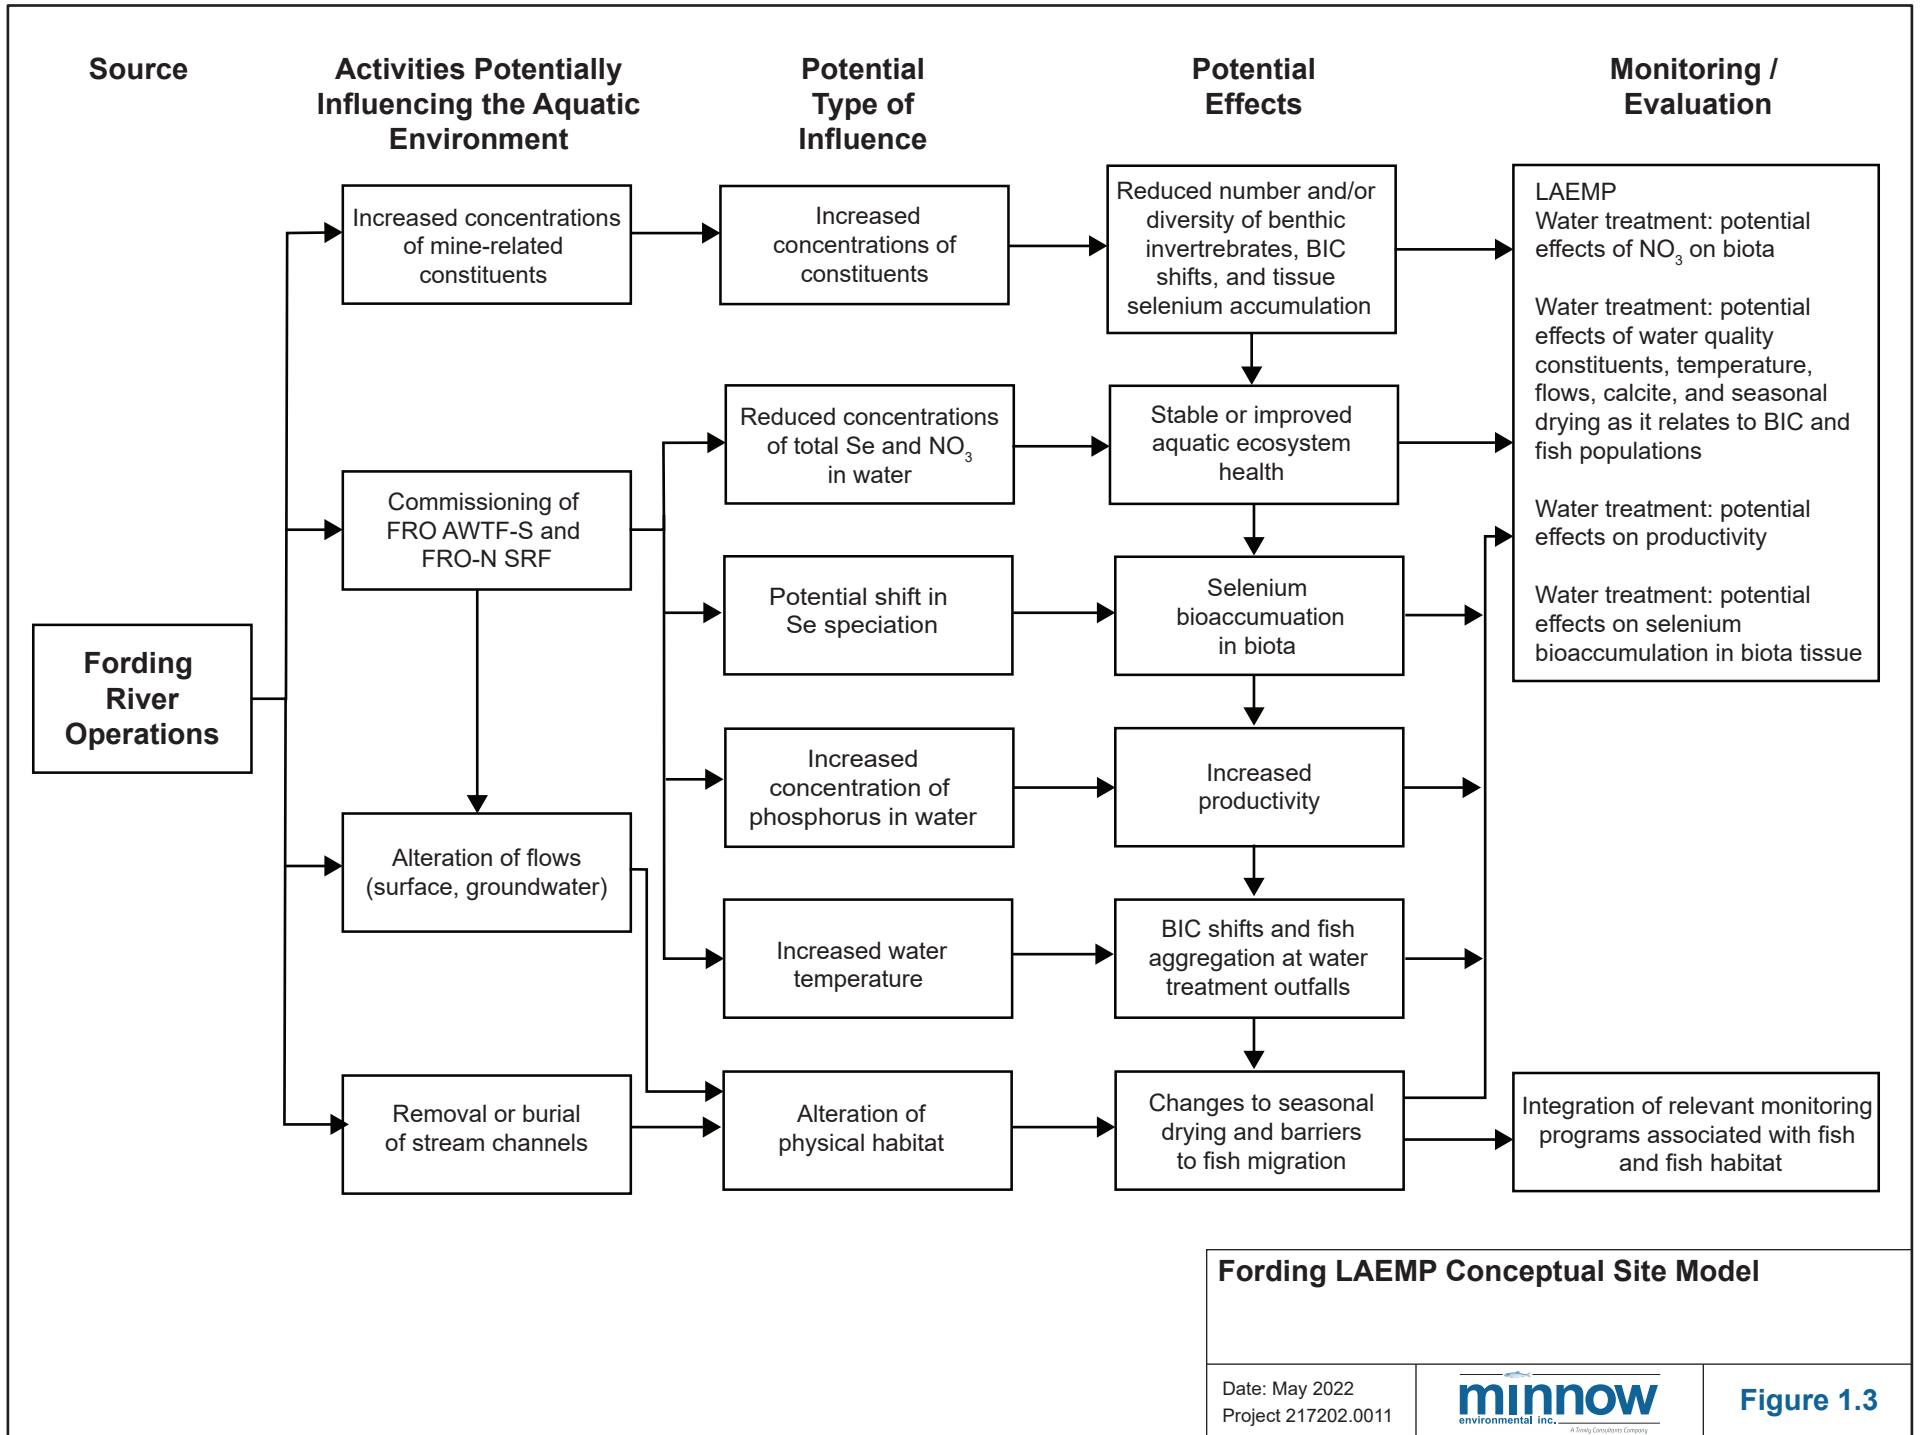 Source
Activities Potentially
Influencing the Aquatic
Environment
Potential
Type of
Influence
Potential
Effects
Monitoring /
Evaluation
Fording
River
Operations
Increased concentrations
of mine-related
constituents
Increased
concentrations of
constituents
Reduced number and/or
diversity of benthic
invertrebrates, BIC
shifts, and tissue
selenium accumulation
LAEMP
Water treatment: potential
effects of NO3 on biota
Water treatment: potential
effects of water quality
constituents, temperature,
flows, calcite, and seasonal
drying as it relates to BIC and
fish populations
Water treatment: potential
effects on productivity
Water treatment: potential
effects on selenium
bioaccumulation in biota tissue
Commissioning of
FRO AWTF-S and
FRO-N SRF
Reduced concentrations
of total Se and NO3
in water
Stable or improved
aquatic ecosystem
health
Potential shift in
Se speciation
Selenium
bioaccumuation
in biota
Increased
concentration of
phosphorus in water
Increased
productivity
Alteration of flows
(surface, groundwater)
Increased water
temperature
BIC shifts and fish
aggregation at water
treatment outfalls
Removal or burial
of stream channels
Alteration of
physical habitat
Changes to seasonal
drying and barriers
to fish migration
Integration of relevant monitoring
programs associated with fish
and fish habitat
Fording LAEMP Conceptual Site Model
Date: May 2022
Project 217202.0011
minnow
environmental inc.
A Trinity Consultants Company
Figure 1.3